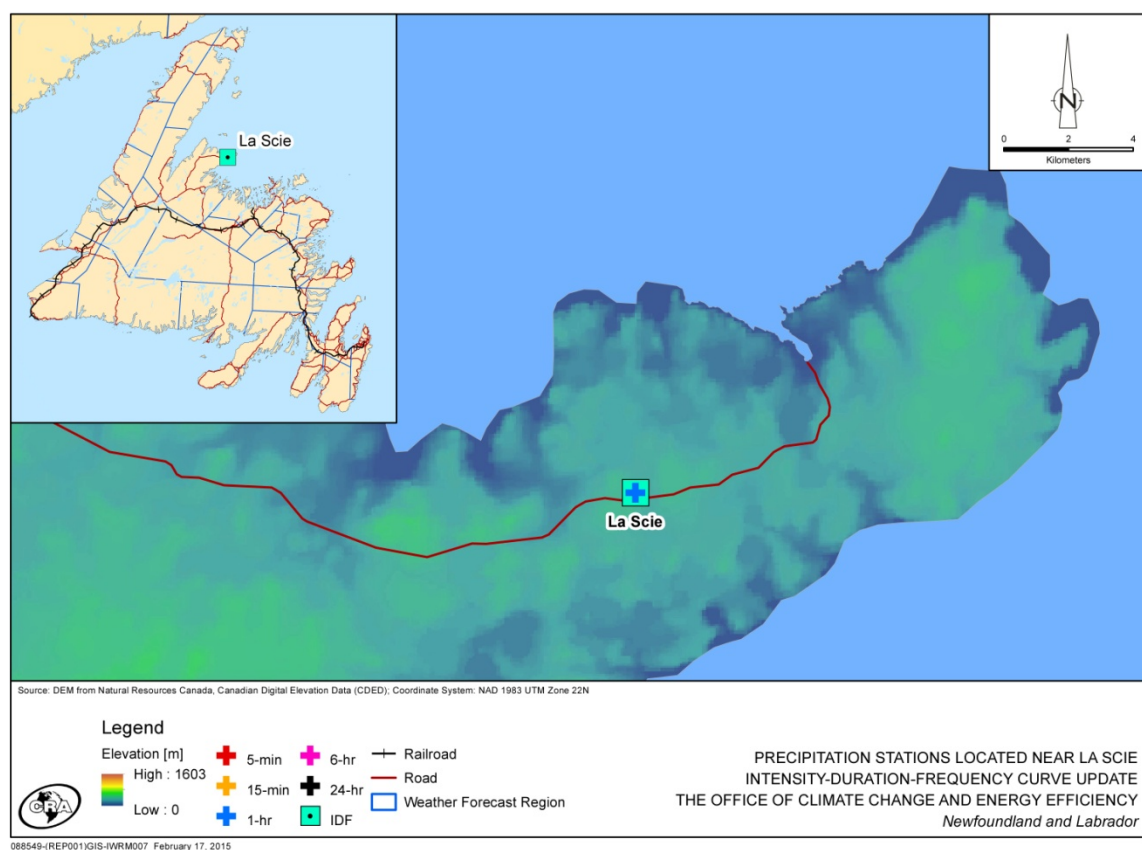 La Scie
N
0 2 4
Kilometers
La Scie
Source: DEM from Natural Resources Canada, Canadian Digital Elevation Data (CDED); Coordinate System: NAD 1983 UTM Zone 22N
Legend
Elevation [m]
High : 1603
Low : 0
5-min
15-min
1-hr
6-hr
24-hr
IDF
Railroad
Road
Weather Forecast Region
CRA
PRECIPITATION STATIONS LOCATED NEAR LA SCIE
INTENSITY-DURATION-FREQUENCY CURVE UPDATE
THE OFFICE OF CLIMATE CHANGE AND ENERGY EFFICIENCY
Newfoundland and Labrador
088549-(REP001)GIS-IWRM007 February 17, 2015